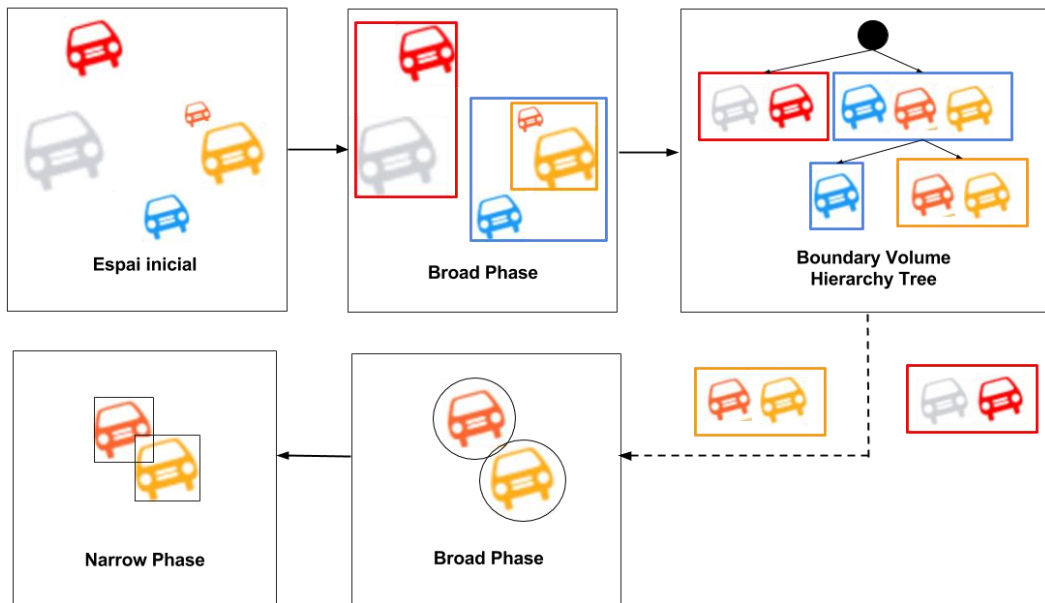 Espai inicial
Broad Phase
Boundary Volume
Hierarchy Tree
Narrow Phase
Broad Phase